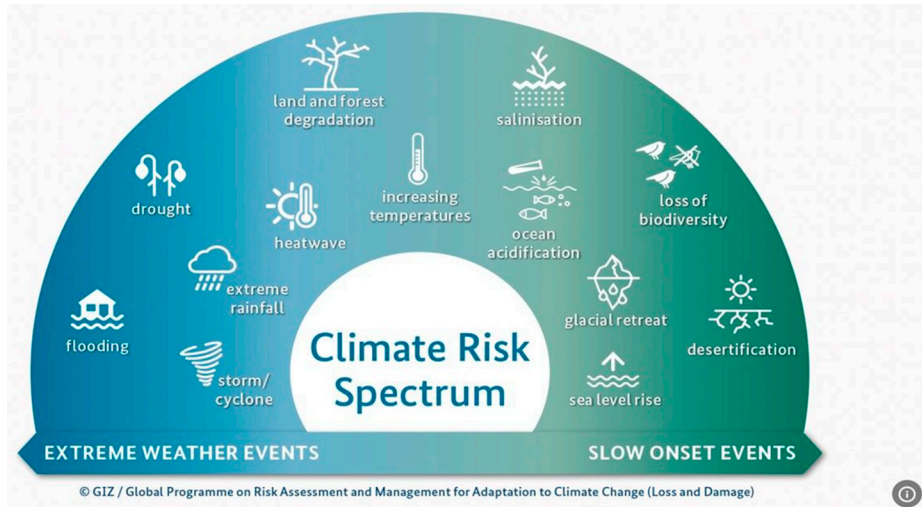 land and forest
degradation
salinisation
drought
heatwave
increasing
temperatures
ocean
acidification
loss of
biodiversity
extreme
rainfall
flooding
glacial retreat
desertification
storm/
cyclone
sea level rise
Climate Risk
Spectrum
EXTREME WEATHER EVENTS
SLOW ONSET EVENTS
© GIZ / Global Programme on Risk Assessment and Management for Adaptation to Climate Change (Loss and Damage)